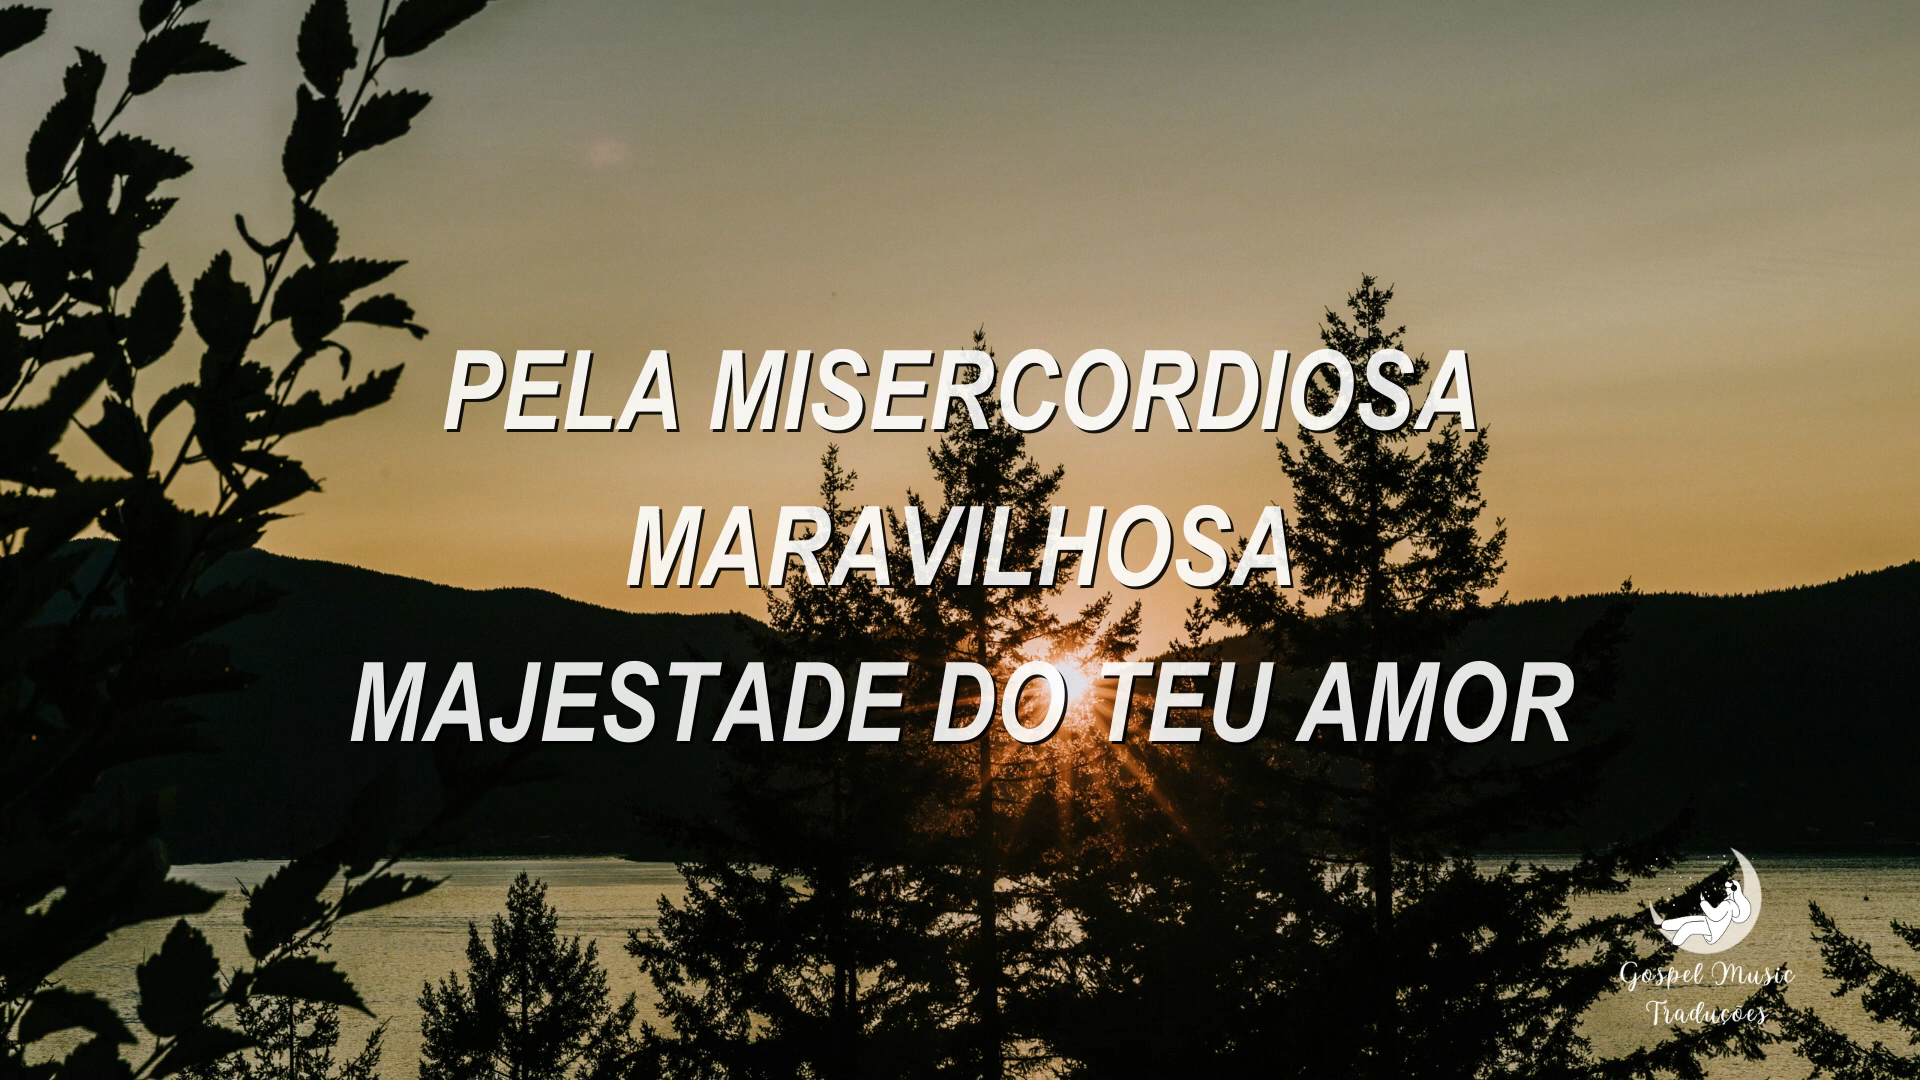 PELA MISERCORDIOSA
MARAVILHOSA
MAJESTADE DO TEU AMOR
Gospel Music
Traduções